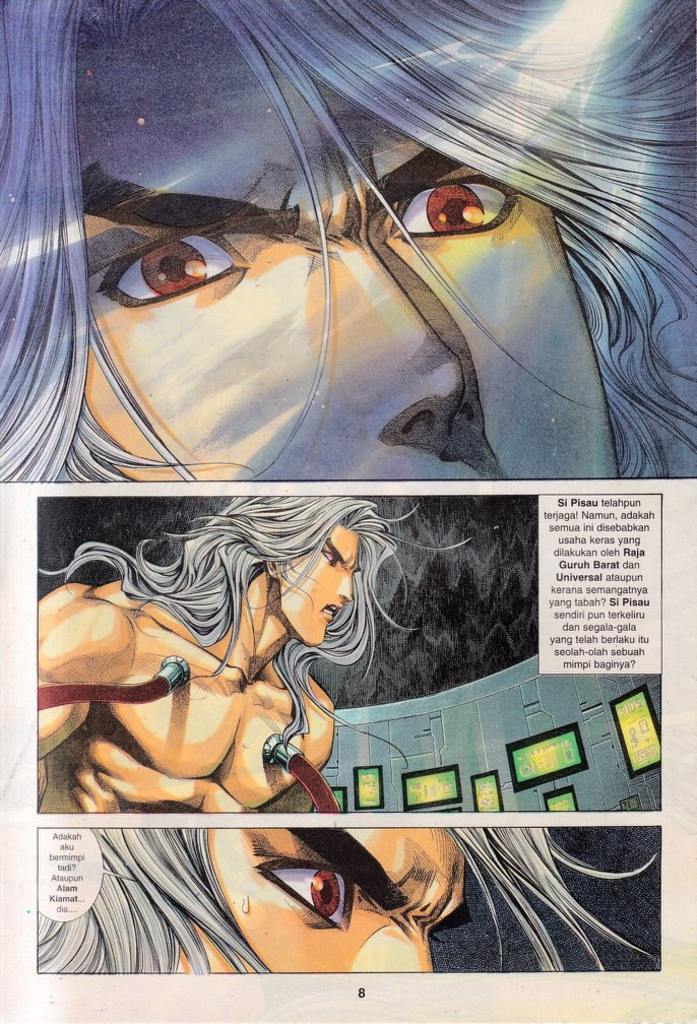 Si Pisau telahpun
terjaga! Namun, adakah
semua ini disebabkan
usaha keras yang
dilakukan oleh Raja
Guruh Barat dan
Universal ataupun
kerana semangatnya
yang tabah? Si Pisau
sendiri pun terkeliru
dan segala-gala
yang telah berlaku itu
seolah-olah sebuah
mimpi baginya?
Adakah
aku
bermimpi
tadi?
Ataupun
Alam
Kiamat...
dia....
8